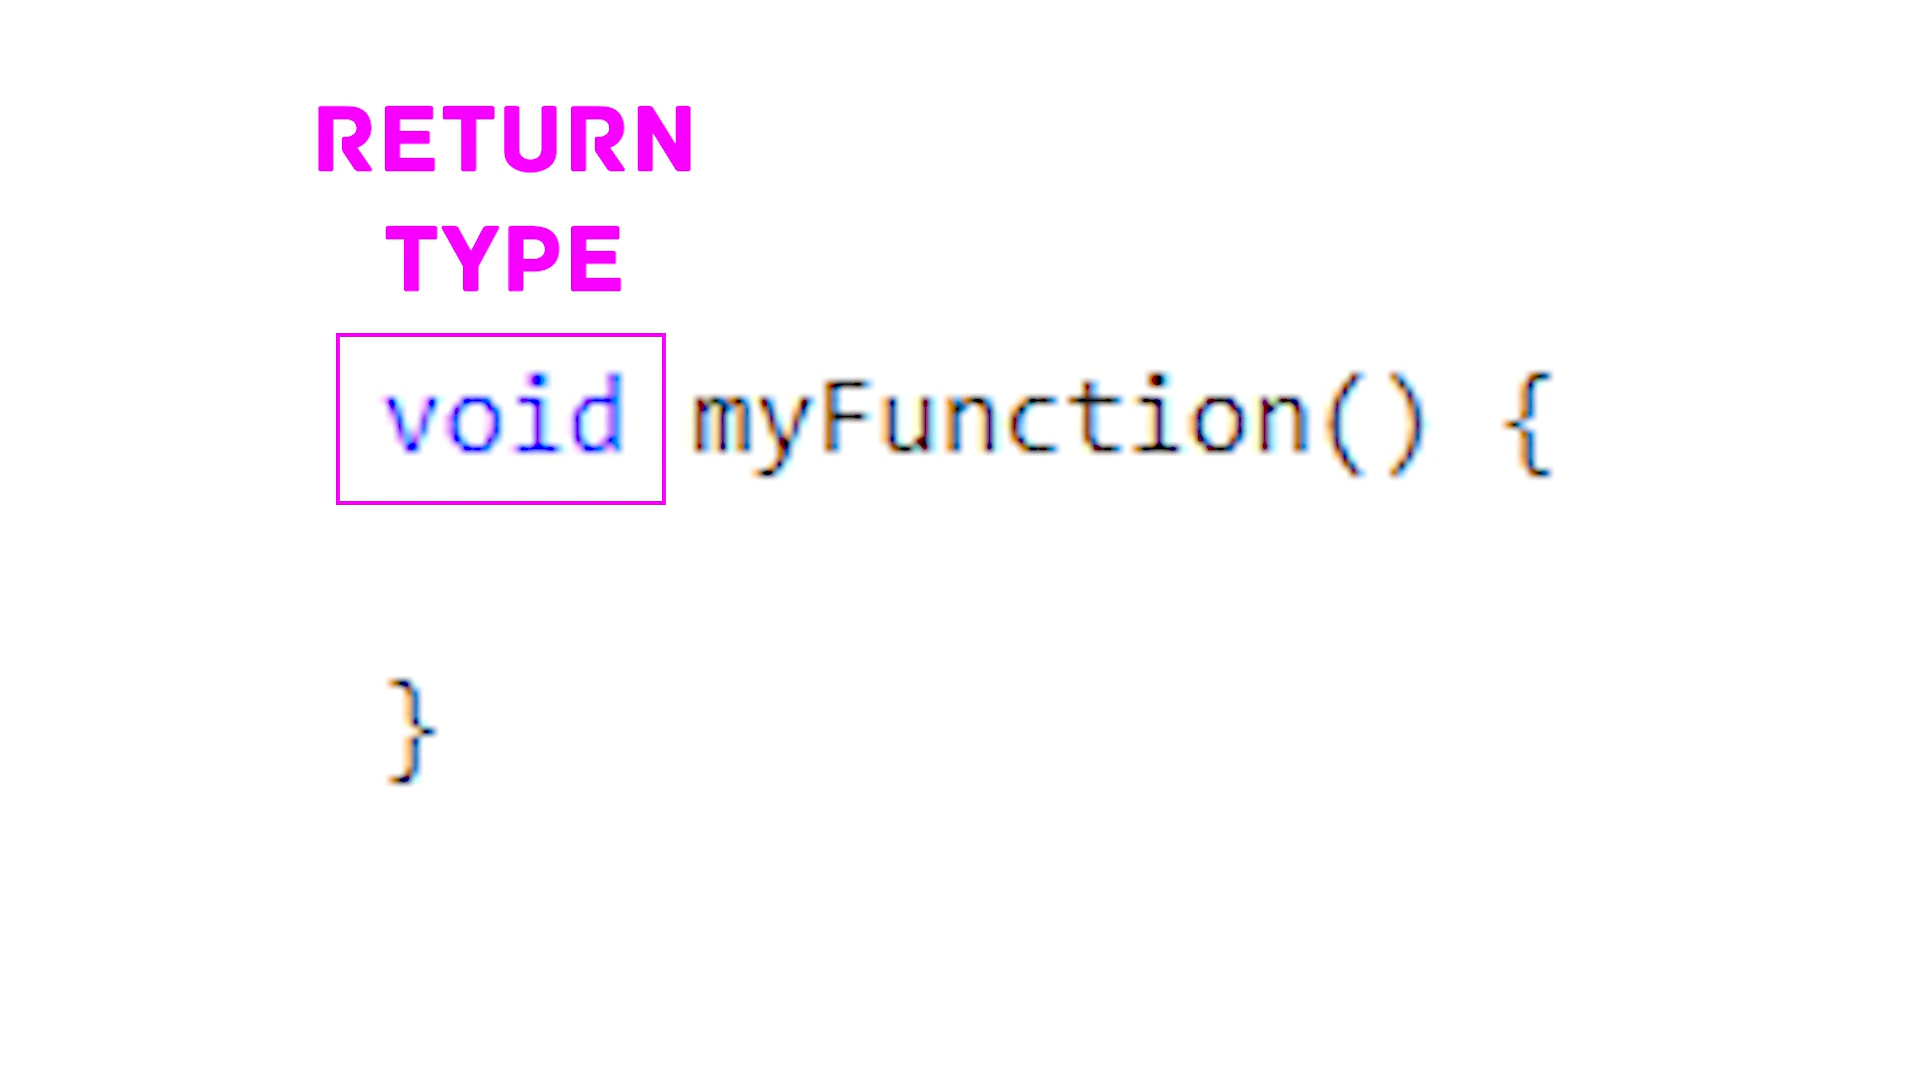 RETURN
TYPE
void myFunction() {
}